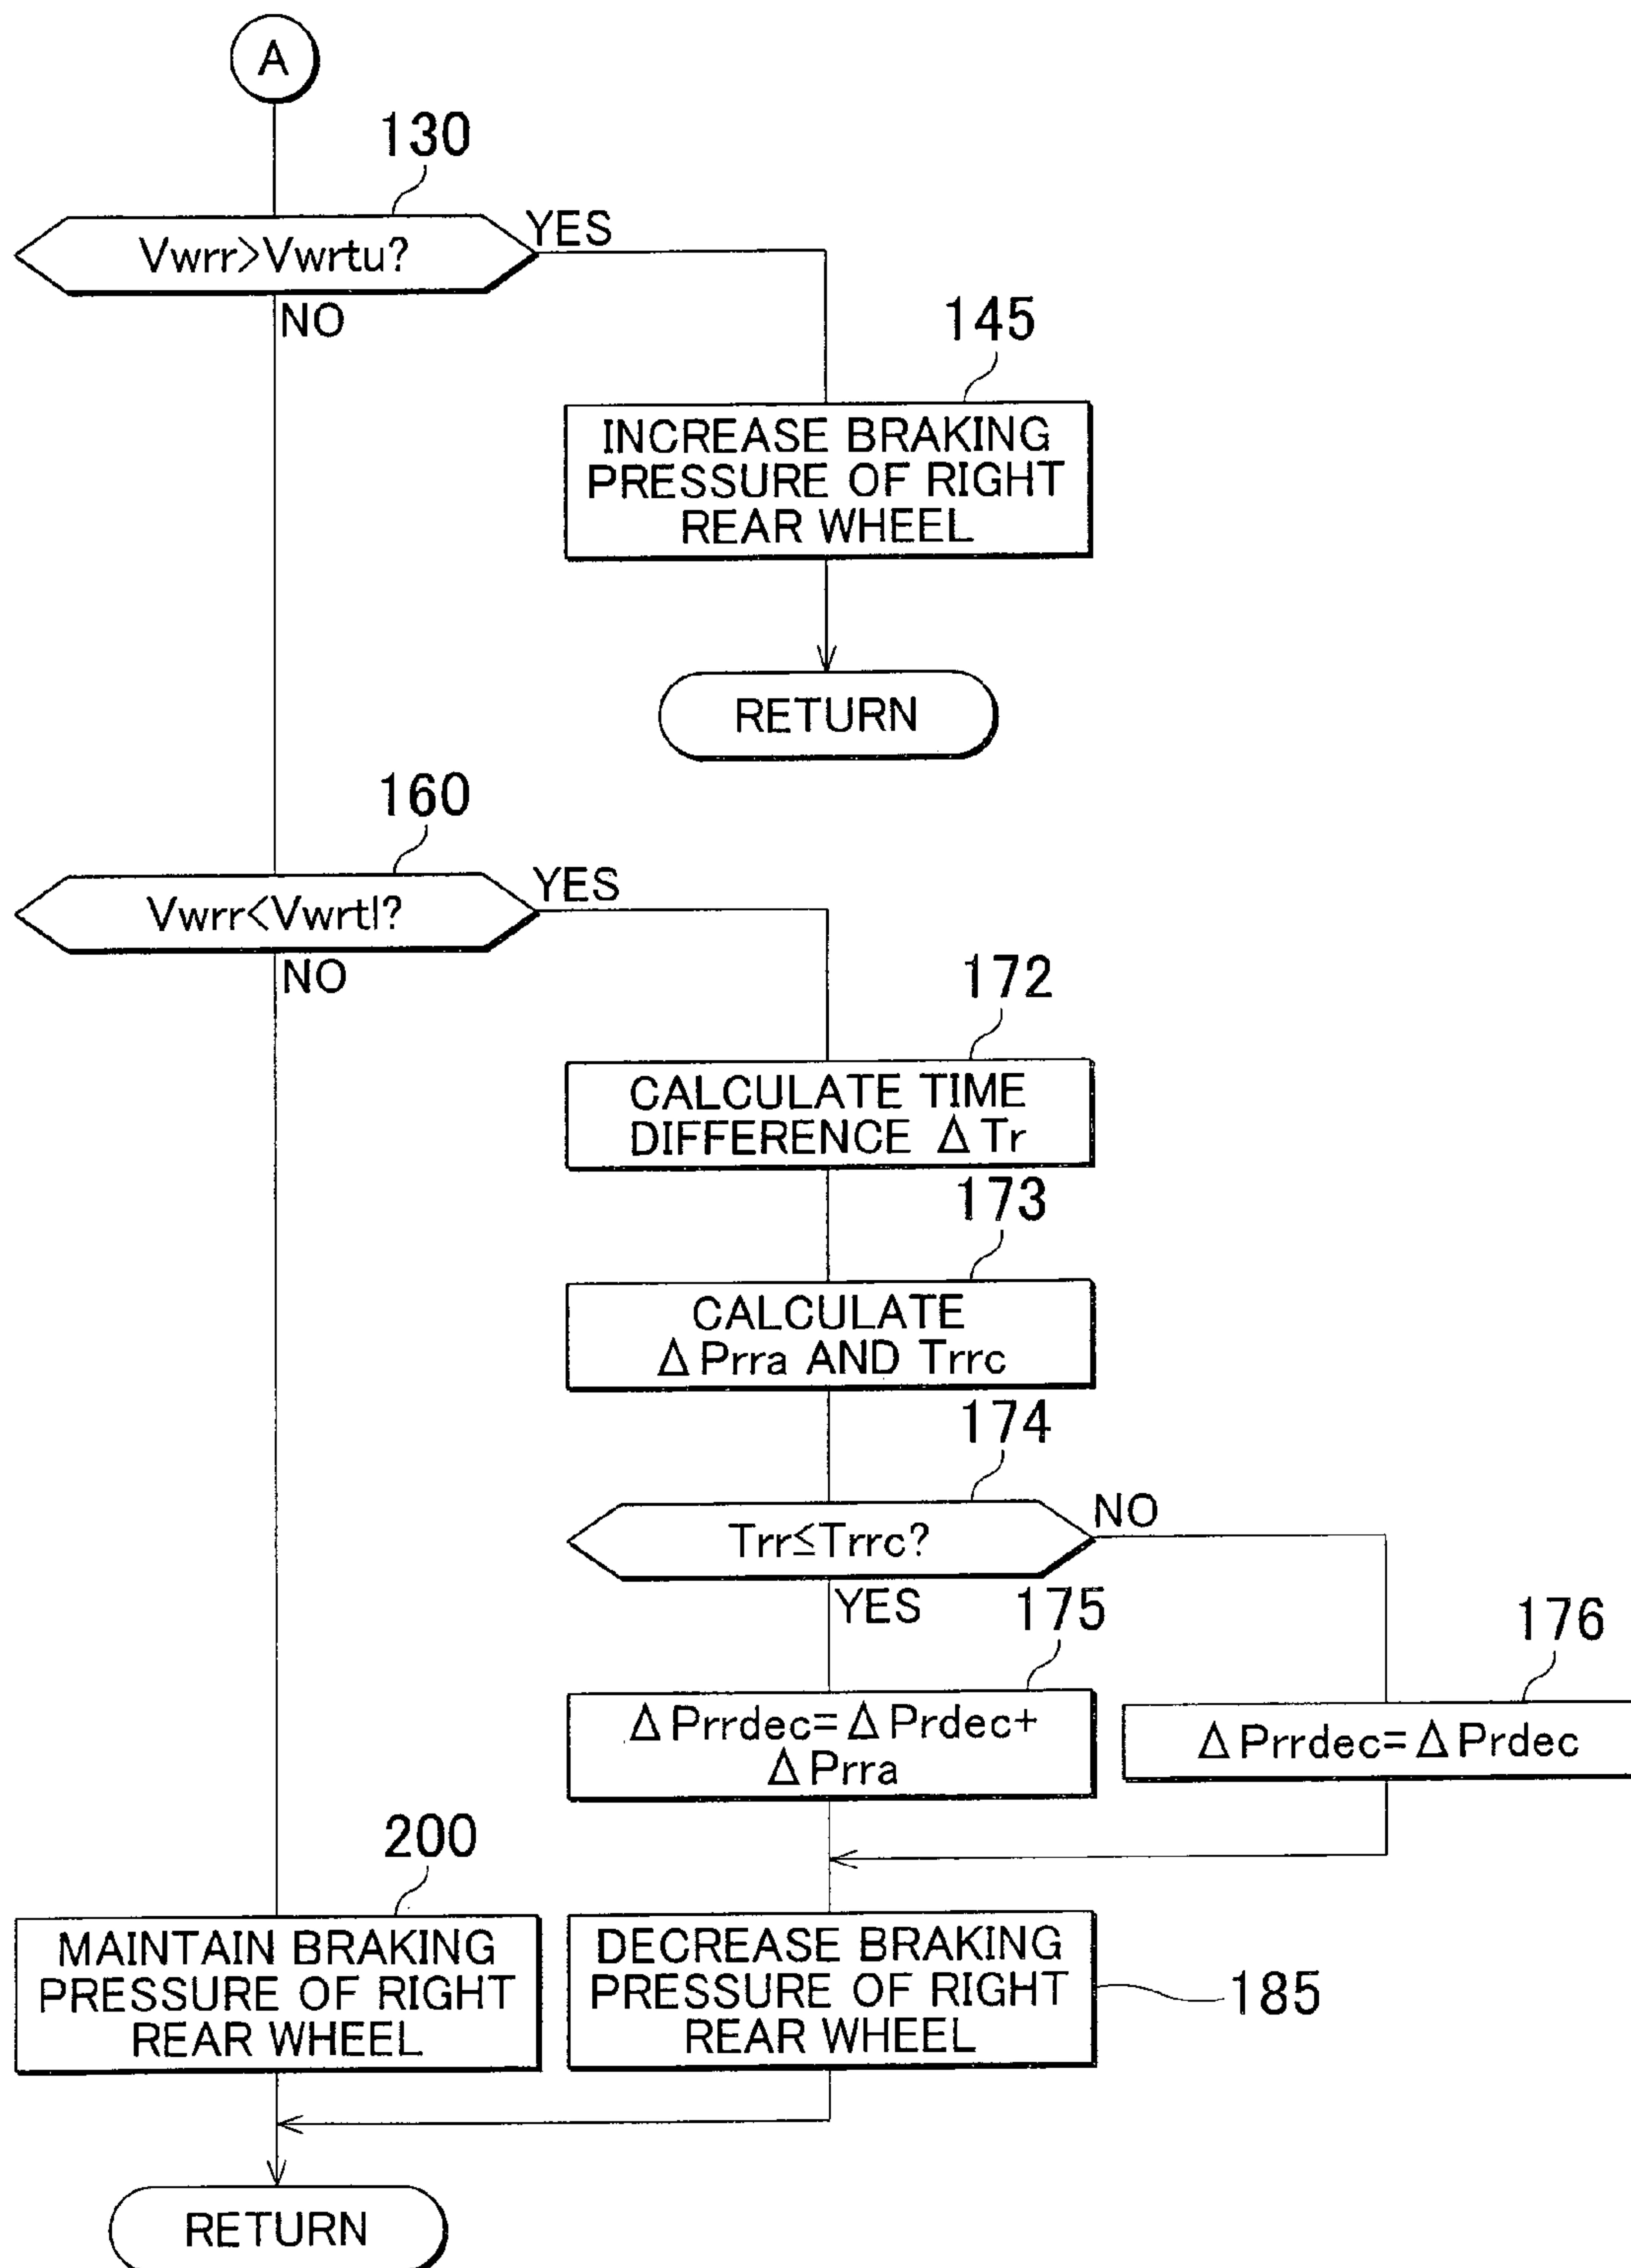 A
130
Vwrr>Vwrtu?
YES
NO
145
INCREASE BRAKING
PRESSURE OF RIGHT
REAR WHEEL
RETURN
160
Vwrr<Vwrtl?
YES
NO
172
CALCULATE TIME
DIFFERENCE ΔTr
173
CALCULATE
ΔPrra AND Trrc
174
Trr≦Trrc?
NO
YES
175
ΔPrrdec=ΔPrdec+
ΔPrra
176
ΔPrrdec=ΔPrdec
200
MAINTAIN BRAKING
PRESSURE OF RIGHT
REAR WHEEL
DECREASE BRAKING
PRESSURE OF RIGHT
REAR WHEEL
185
RETURN